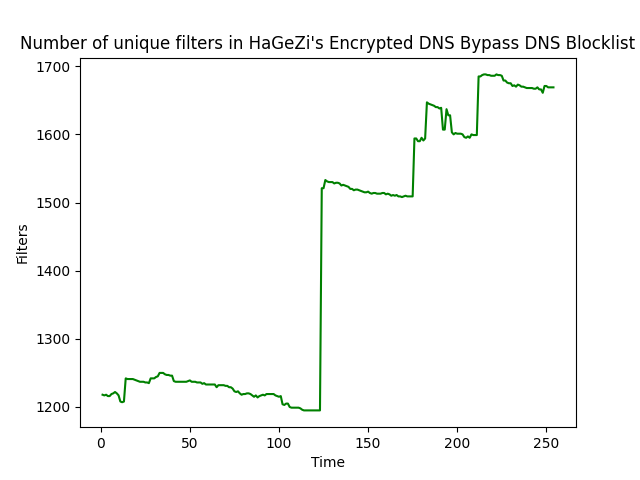 Number of unique filters in HaGeZi's Encrypted DNS Bypass DNS Blocklist
1700
1600
1500
1400
1300
1200
Filters
0 50 100 150 200 250
Time